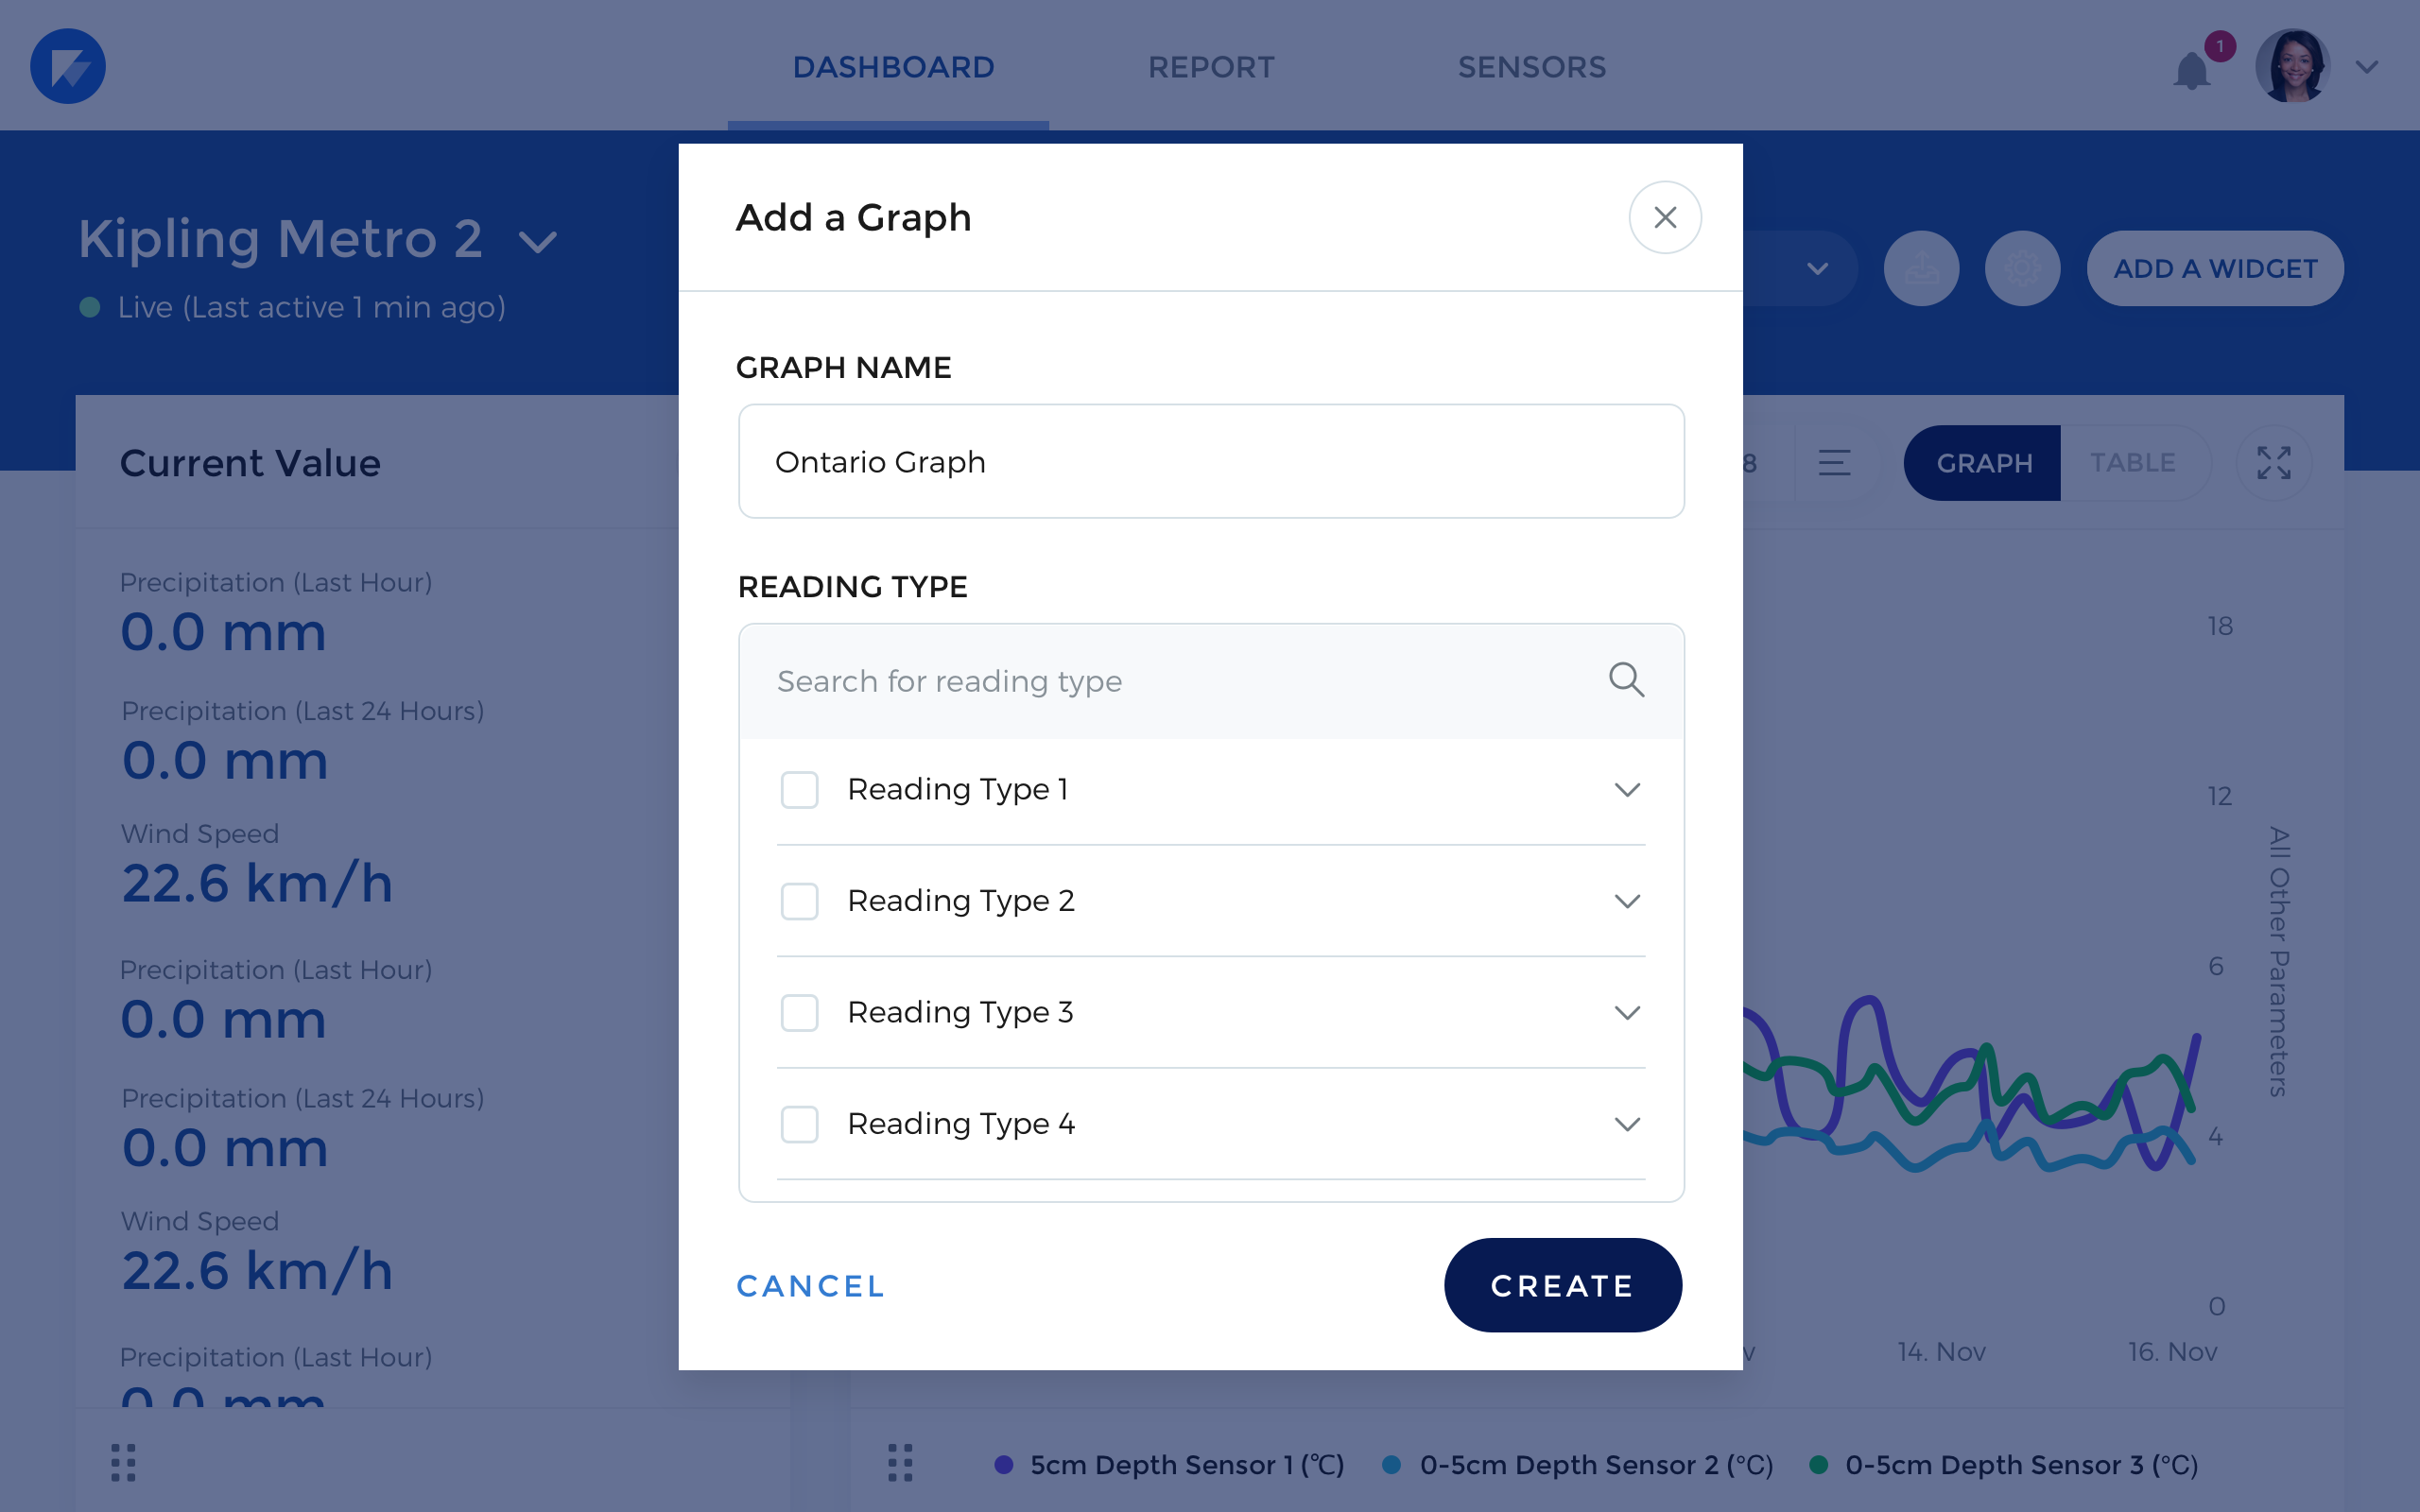 DASHBOARD
REPORT
SENSORS
1
Kipling Metro 2
Live (Last active 1 min ago)
ADD A WIDGET
Add a Graph
GRAPH NAME
Ontario Graph
READING TYPE
Search for reading type
Reading Type 1
Reading Type 2
Reading Type 3
Reading Type 4
CANCEL
CREATE
Current Value
Precipitation (Last Hour)
0.0 mm
Precipitation (Last 24 Hours)
0.0 mm
Wind Speed
22.6 km/h
Precipitation (Last Hour)
0.0 mm
Precipitation (Last 24 Hours)
0.0 mm
Wind Speed
22.6 km/h
Precipitation (Last Hour)
0.0 mm
8
GRAPH
TABLE
18
12
6
4
0
All Other Parameters
v
14. Nov
16. Nov
5cm Depth Sensor 1 (°C)
0-5cm Depth Sensor 2 (°C)
0-5cm Depth Sensor 3 (°C)